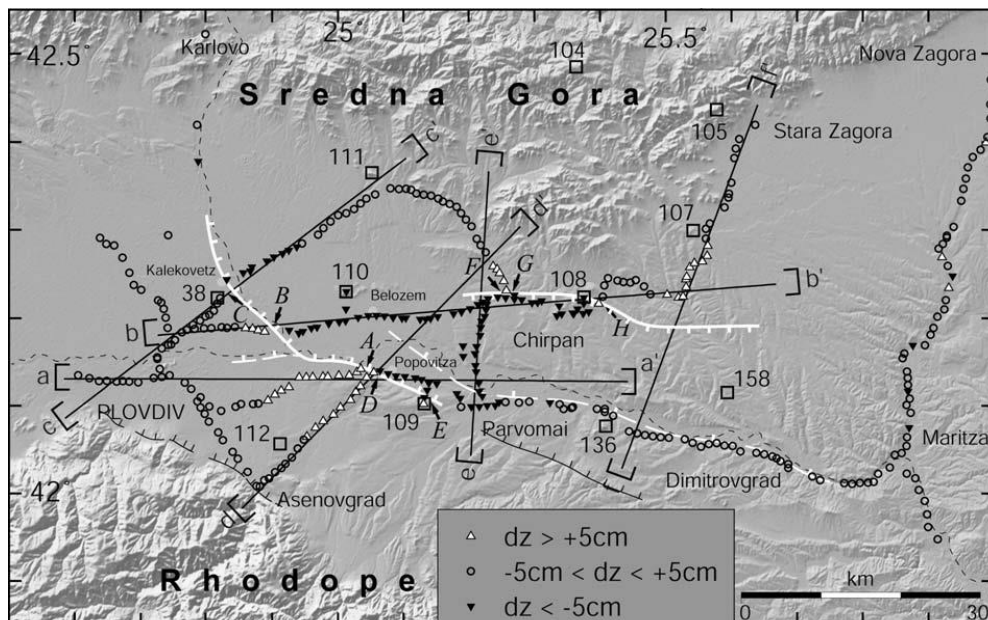 25
25.5°
42.5°
Karlovo
104
Nova Zagora
Sredna Gora
105
Stara Zagora
111
c'
e'
d'
107
Kalekovetz
F
G
38
110
108
b'
B
Belozem
C
b
H
Chirpan
A
Popovitza
a'
a
D
158
PLOVDIV
109
E
c
112
Parvomai
136
Maritza
e
Dimitrovgrad
d
Asenovgrad
Rhodope
dz > +5cm
-5cm < dz < +5cm
dz < -5cm
km
0
30
42°